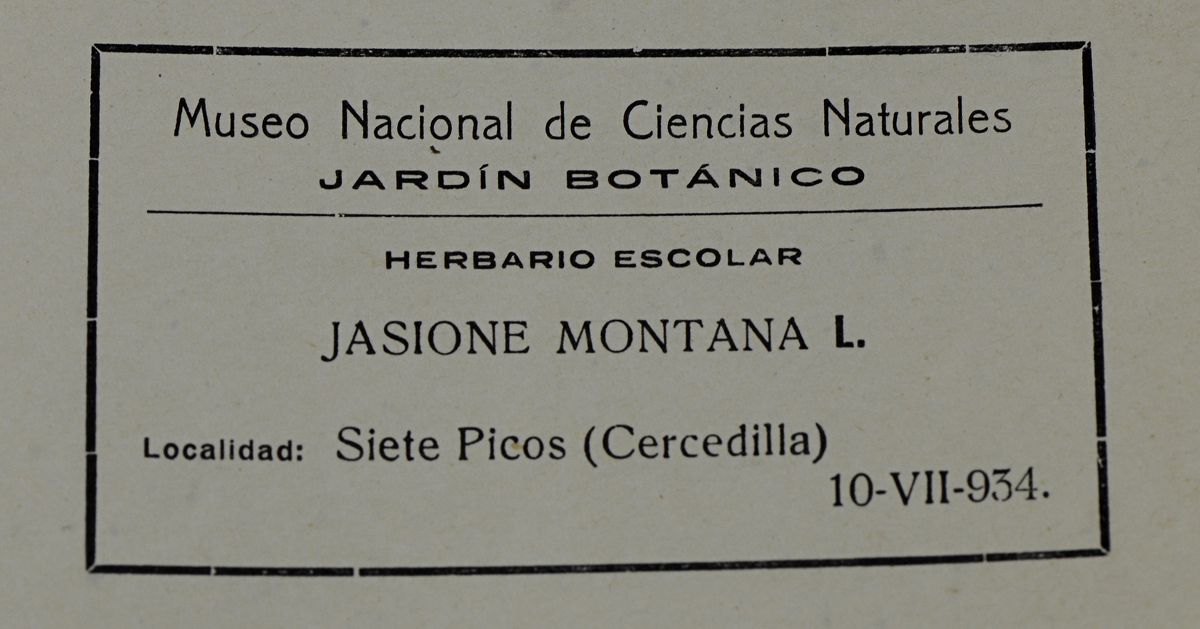 Museo Nacional de Ciencias Naturales
JARDÍN BOTÁNICO
HERBARIO ESCOLAR
JASIONE MONTANA L.
Localidad: Siete Picos (Cercedilla)
10-VII-934.